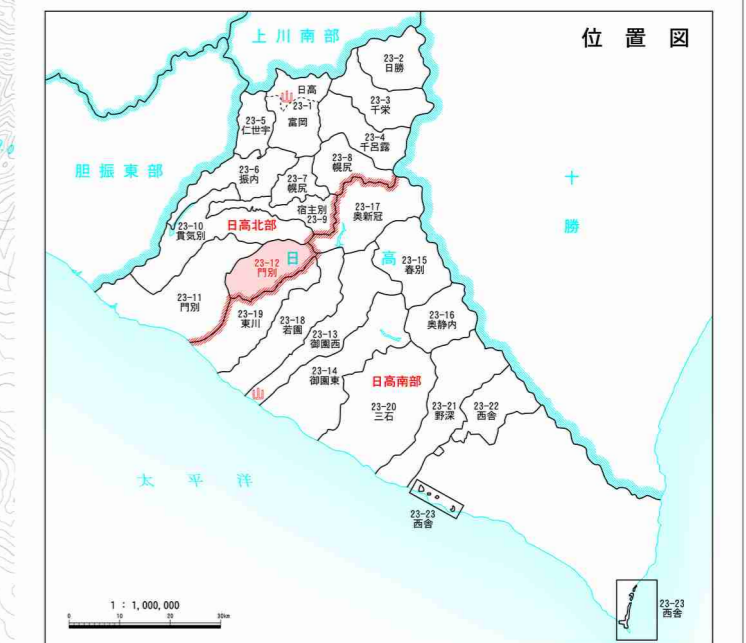 位置図
上川南部
23-2
日勝
日高
23-1
富岡
23-3
千栄
23-5
仁世宇
23-4
千呂露
胆振東部
23-6
振内
23-8
幌尻
23-7
幌尻
十勝
宿主別
23-9
23-17
奥新冠
23-10
貫気別
日高北部
日高
23-12
門別
23-15
春別
23-11
門別
23-19
東川
23-18
若園
23-13
御園西
23-16
奥静内
23-14
御園東
日高南部
23-20
三石
23-21
野深
23-22
西舎
太平洋
23-23
西舎
1 : 1,000,000
0 10 20 30km
23-23
西舎